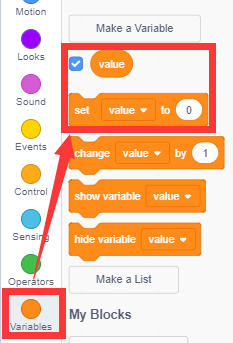 Motion
Make a Variable
Looks
value
Sound
set value to 0
Events
change value by 1
Control
show variable value
Sensing
hide variable value
Operators
Make a List
Variables
My Blocks